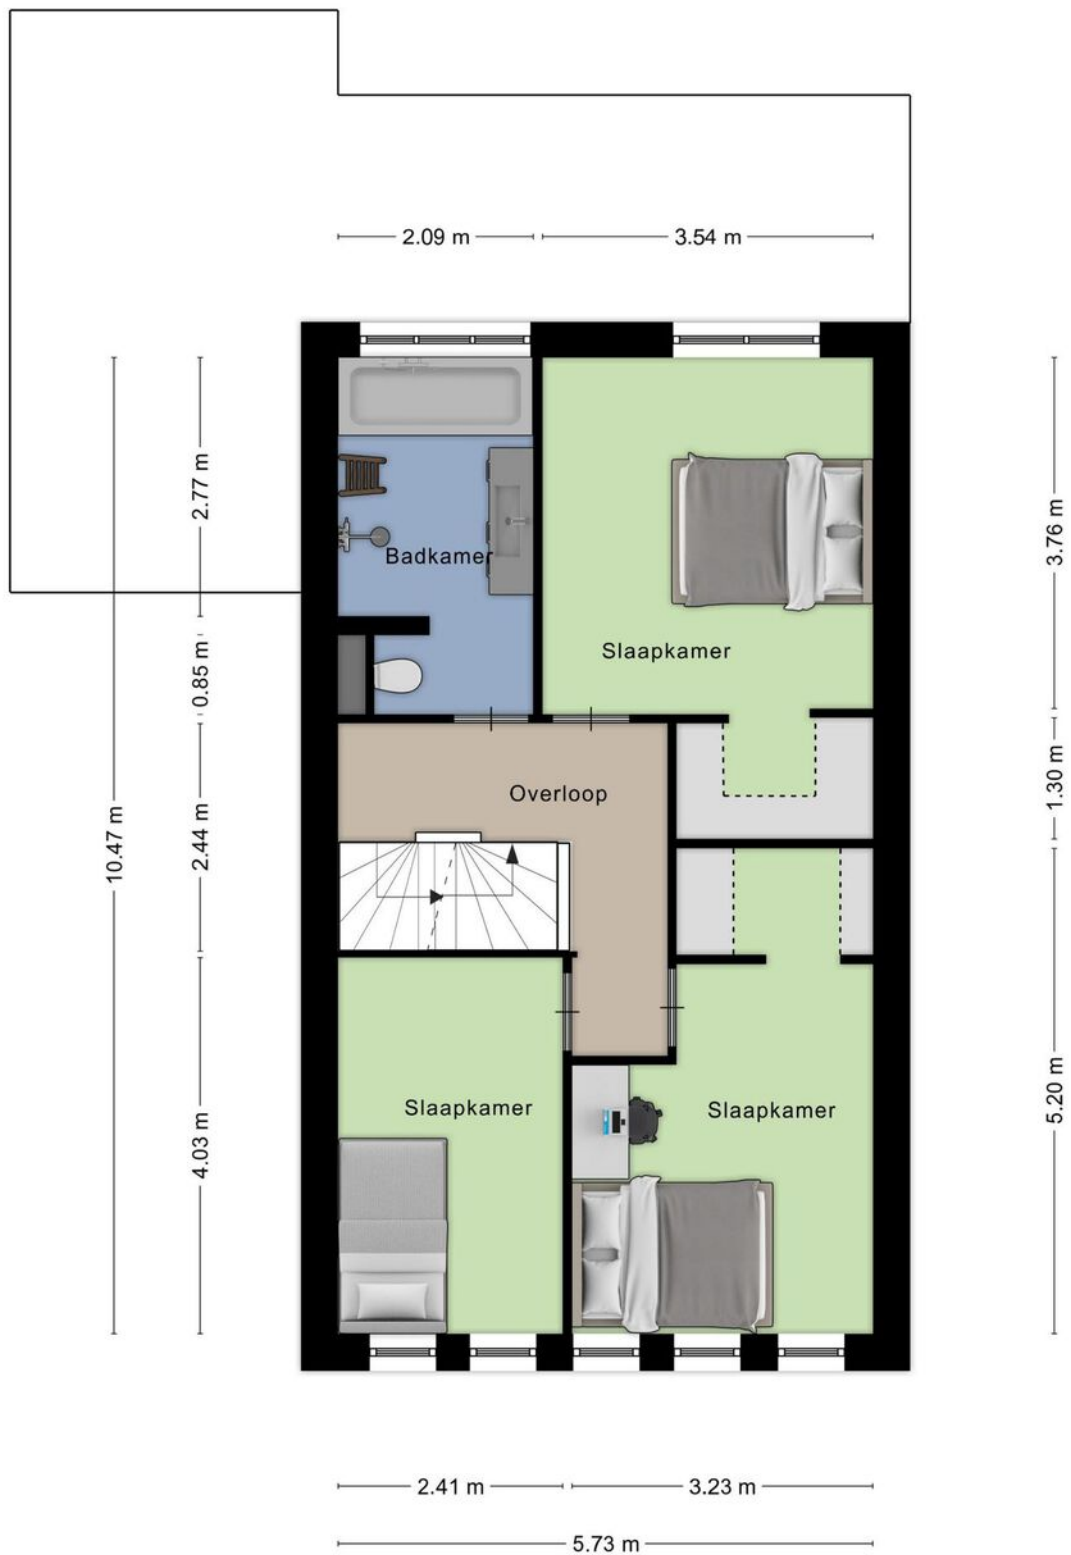 2.09 m
3.54 m
2.77 m
3.76 m
Badkamer
Slaapkamer
0.85 m
1.30 m
Overloop
10.47 m
2.44 m
5.20 m
Slaapkamer
Slaapkamer
4.03 m
2.41 m
3.23 m
5.73 m